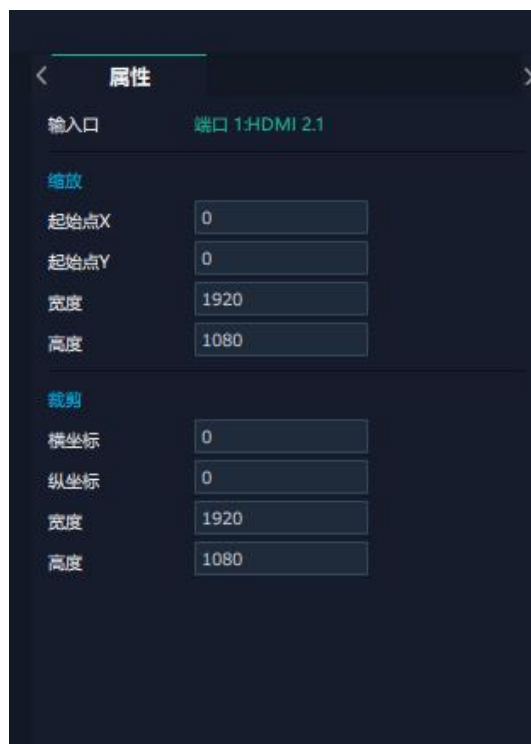 属性
输入口 端口 1:HDMI 2.1
缩放
起始点X 0
起始点Y 0
宽度 1920
高度 1080
裁剪
横坐标 0
纵坐标 0
宽度 1920
高度 1080